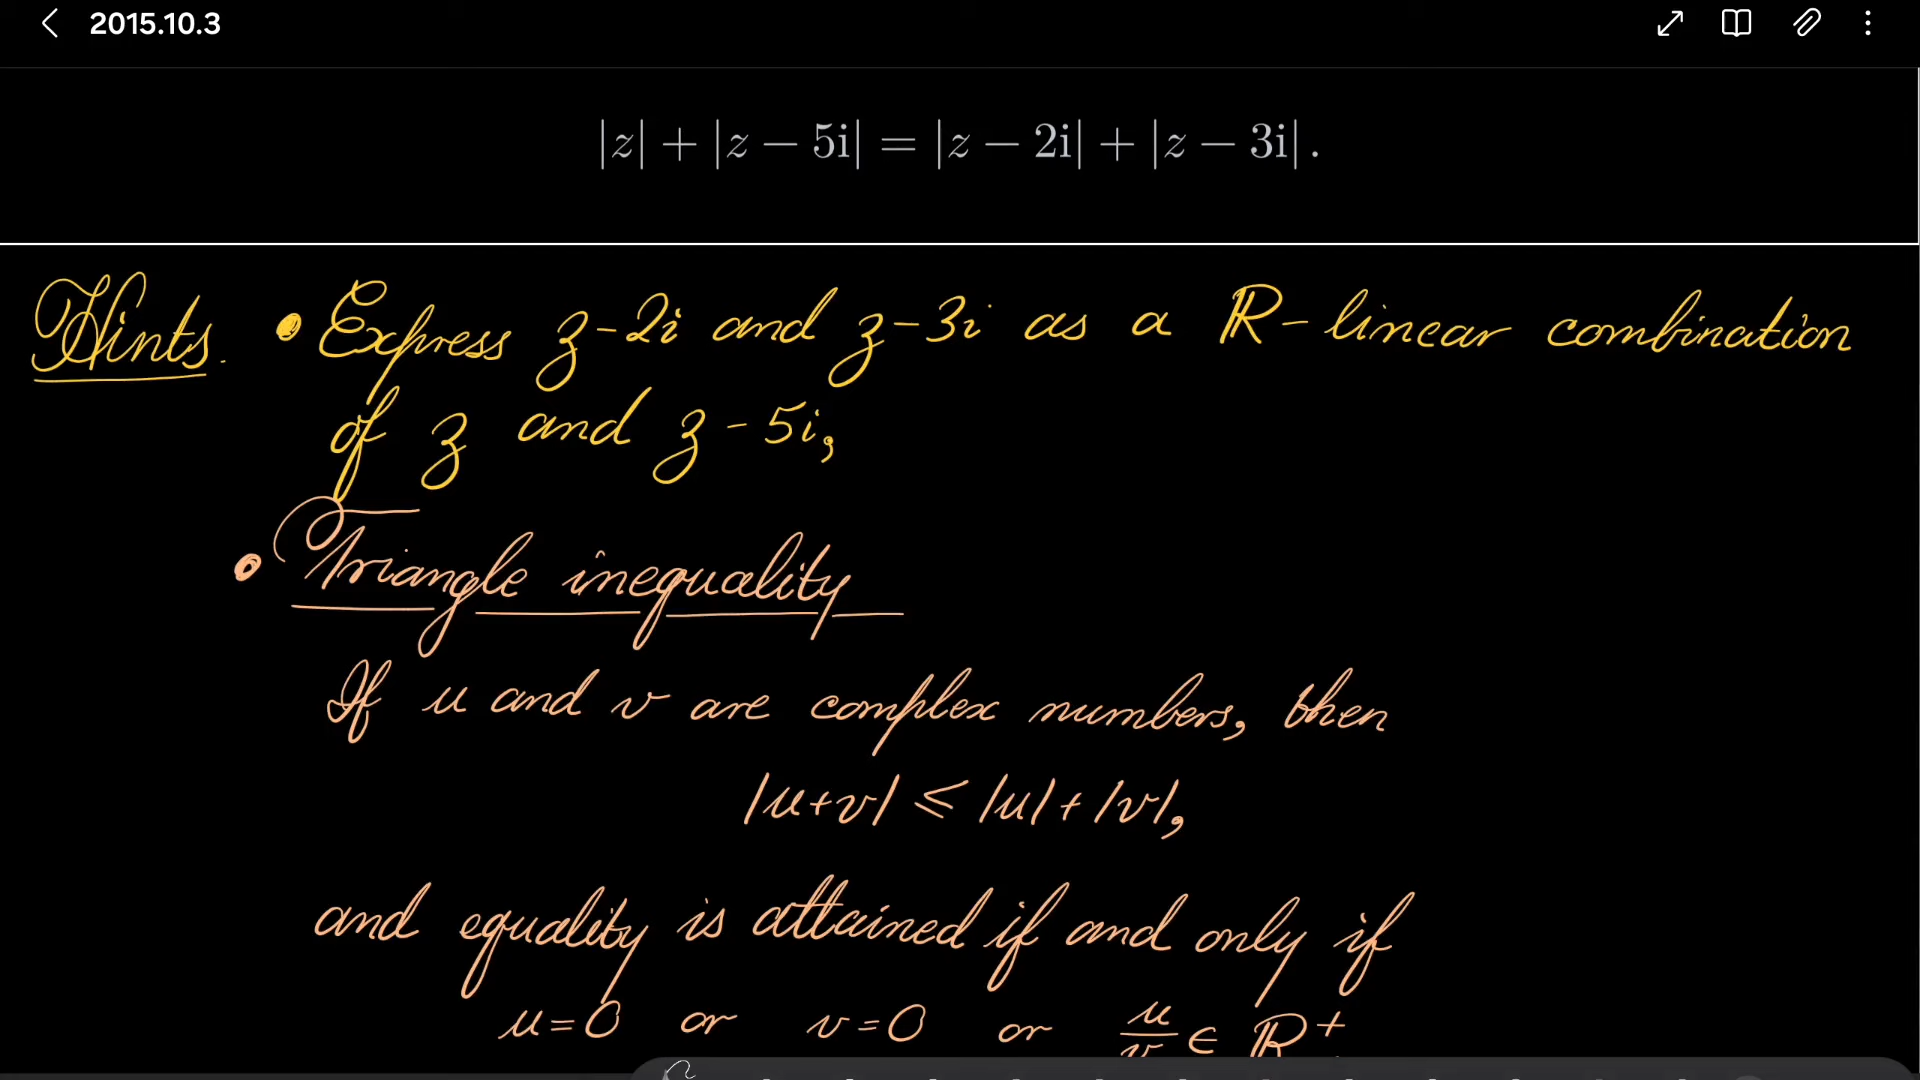 2015.10.3
|z| + |z − 5i| = |z − 2i| + |z − 3i| .
Hints. • Express z-2i and z-3i as a ℝ-linear combination
of z and z-5i,
• Triangle inequality
If u and v are complex numbers, then
|u+v| ≤ |u|+|v|,
and equality is attained if and only if
u=0 or v=0 or u/v ∈ ℝ⁺